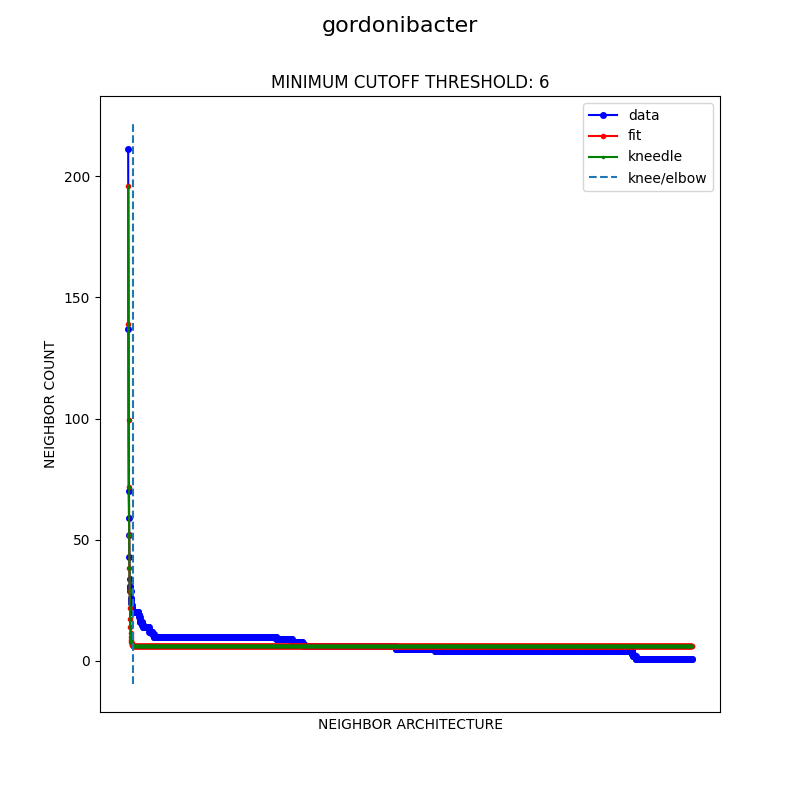 gordonibacter
MINIMUM CUTOFF THRESHOLD: 6
data
fit
kneedle
knee/elbow
NEIGHBOR COUNT
200
150
100
50
0
NEIGHBOR ARCHITECTURE